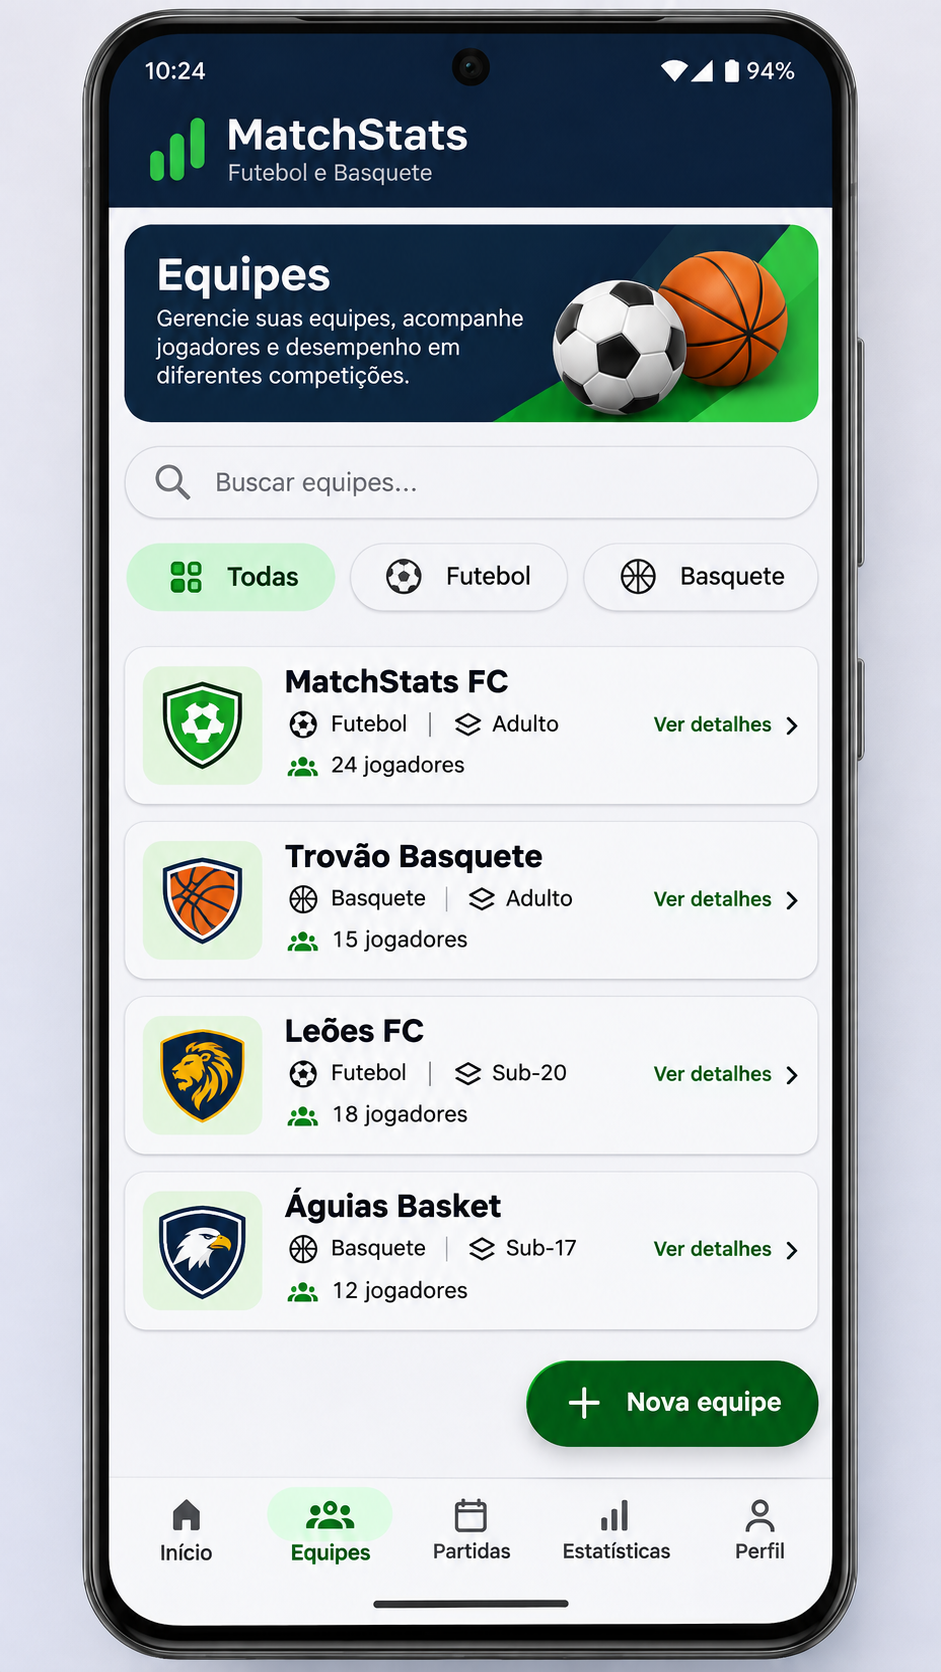 10:24
94%
MatchStats
Futebol e Basquete
Equipes
Gerencie suas equipes, acompanhe
jogadores e desempenho em
diferentes competições.
Buscar equipes...
Todas
Futebol
Basquete
MatchStats FC
Futebol | Adulto
Ver detalhes
24 jogadores
Trovão Basquete
Basquete | Adulto
Ver detalhes
15 jogadores
Leões FC
Futebol | Sub-20
Ver detalhes
18 jogadores
Águias Basket
Basquete | Sub-17
Ver detalhes
12 jogadores
Nova equipe
Início
Equipes
Partidas
Estatísticas
Perfil